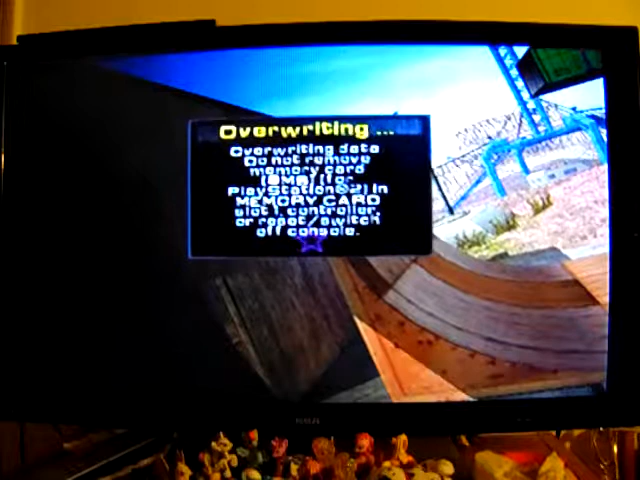 Overwriting ...
Overwriting data
Do not remove
memory card
(8MB) (for
PlayStation®2) in
MEMORY CARD
slot 1, controller,
or reset/switch
off console.
RCA